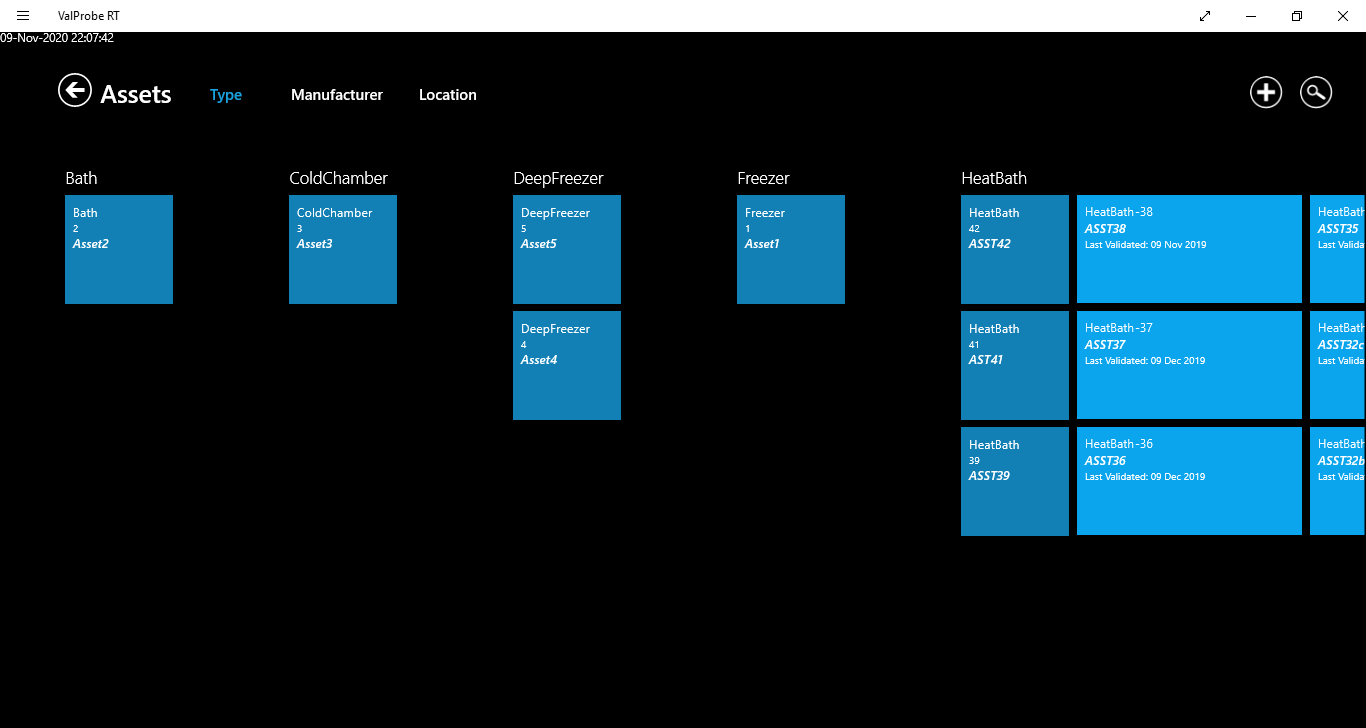 ValProbe RT
09-Nov-2020 22:07:42
Assets Type Manufacturer Location
Bath
Bath
2
Asset2
ColdChamber
ColdChamber
3
Asset3
DeepFreezer
DeepFreezer
5
Asset5
DeepFreezer
4
Asset4
Freezer
Freezer
1
Asset1
HeatBath
HeatBath
42
ASST42
HeatBath
41
AST41
HeatBath
39
ASST39
HeatBath-38
ASST38
Last Validated: 09 Nov 2019
HeatBath-37
ASST37
Last Validated: 09 Dec 2019
HeatBath-36
ASST36
Last Validated: 09 Dec 2019
HeatBath
ASST35
Last Valida
HeatBath
ASST32c
Last Valida
HeatBath
ASST32b
Last Valida